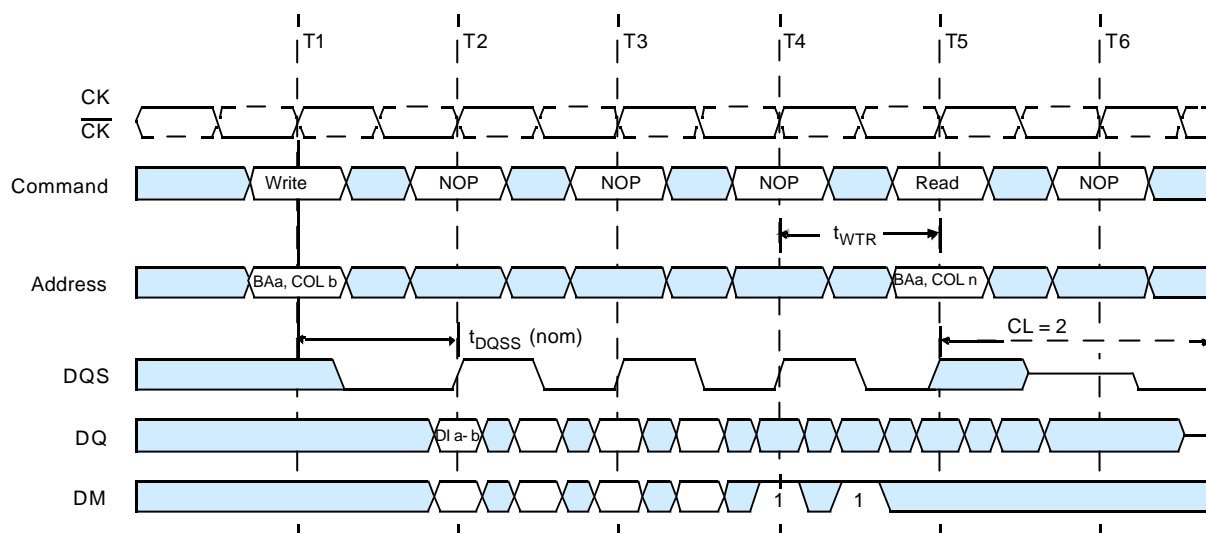 T1 T2 T3 T4 T5 T6
CK
CK
Command Write NOP NOP NOP Read NOP
tWTR
Address BAa, COL b BAa, COL n
tDQSS (nom) CL = 2
DQS
DQ DI a- b
DM 1 1